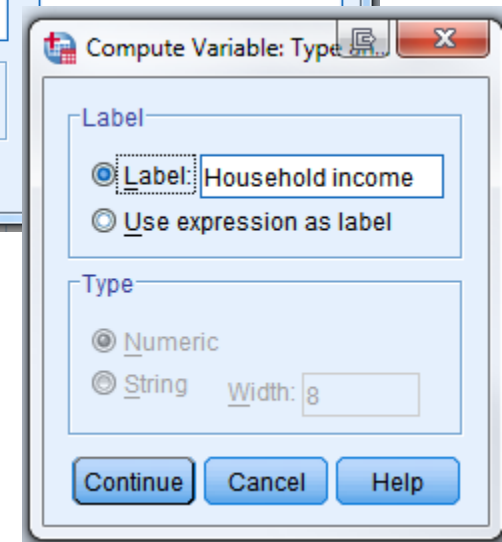 Compute Variable: Type
Label
Label: Household income
Use expression as label
Type
Numeric
String Width: 8
Continue Cancel Help